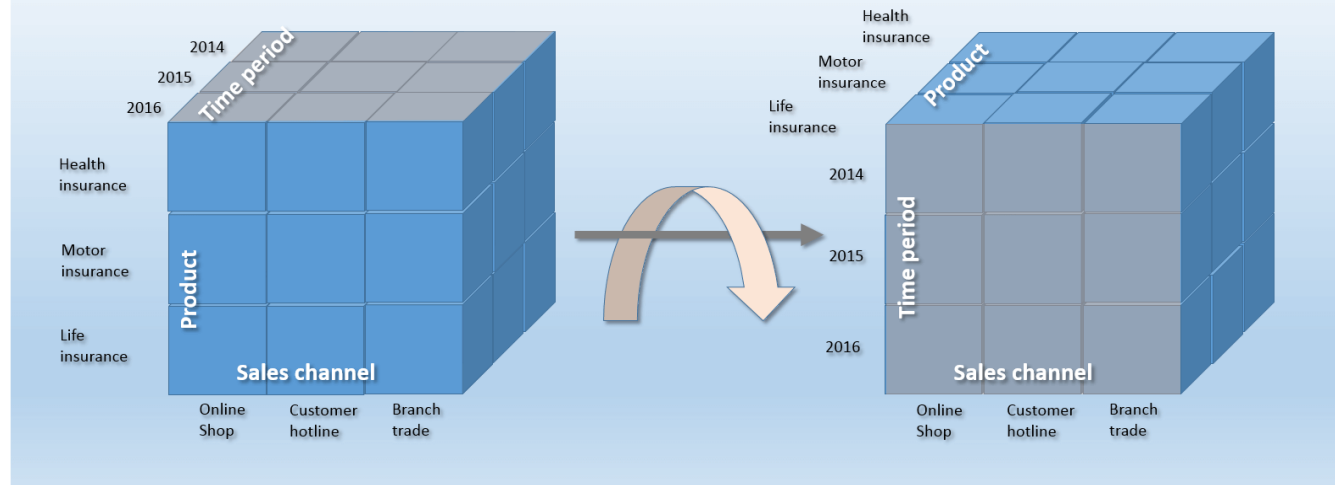 2014
2015
2016
Time period
Health
insurance
Motor
insurance
Life
insurance
Product
Sales channel
Online
Shop
Customer
hotline
Branch
trade
Health
insurance
Motor
insurance
Life
insurance
Product
2014
2015
2016
Time period
Sales channel
Online
Shop
Customer
hotline
Branch
trade